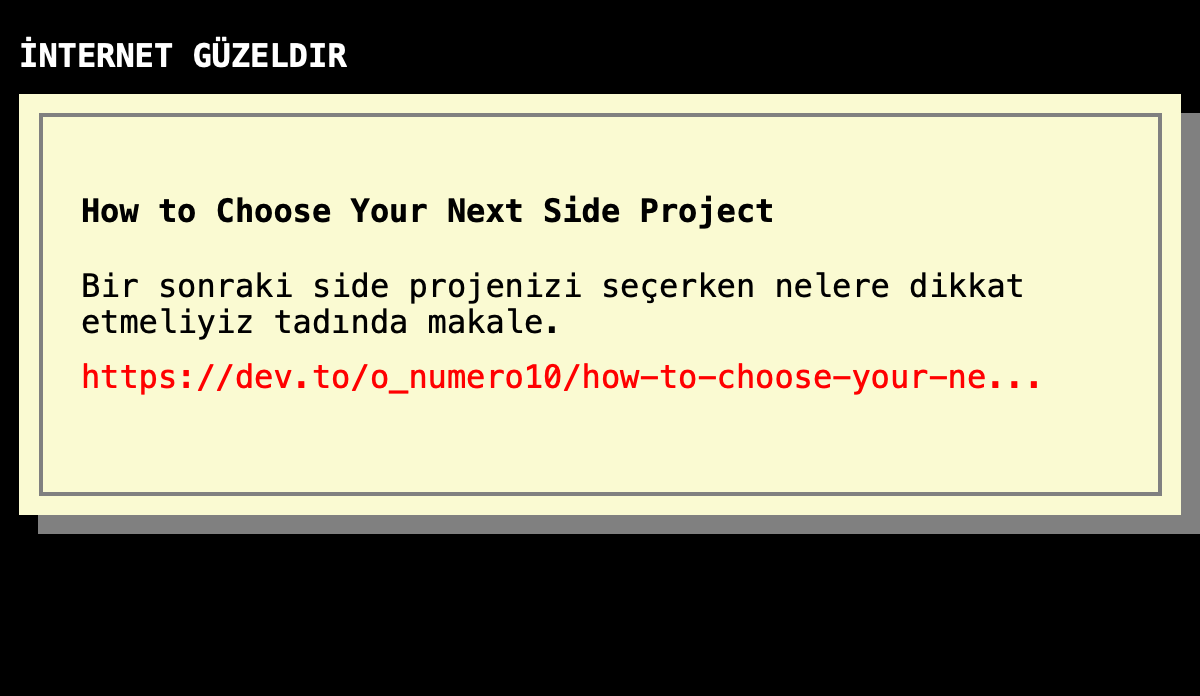 İNTERNET GÜZELDIR
How to Choose Your Next Side Project
Bir sonraki side projenizi seçerken nelere dikkat
etmeliyiz tadında makale.
https://dev.to/o_numero10/how-to-choose-your-ne...